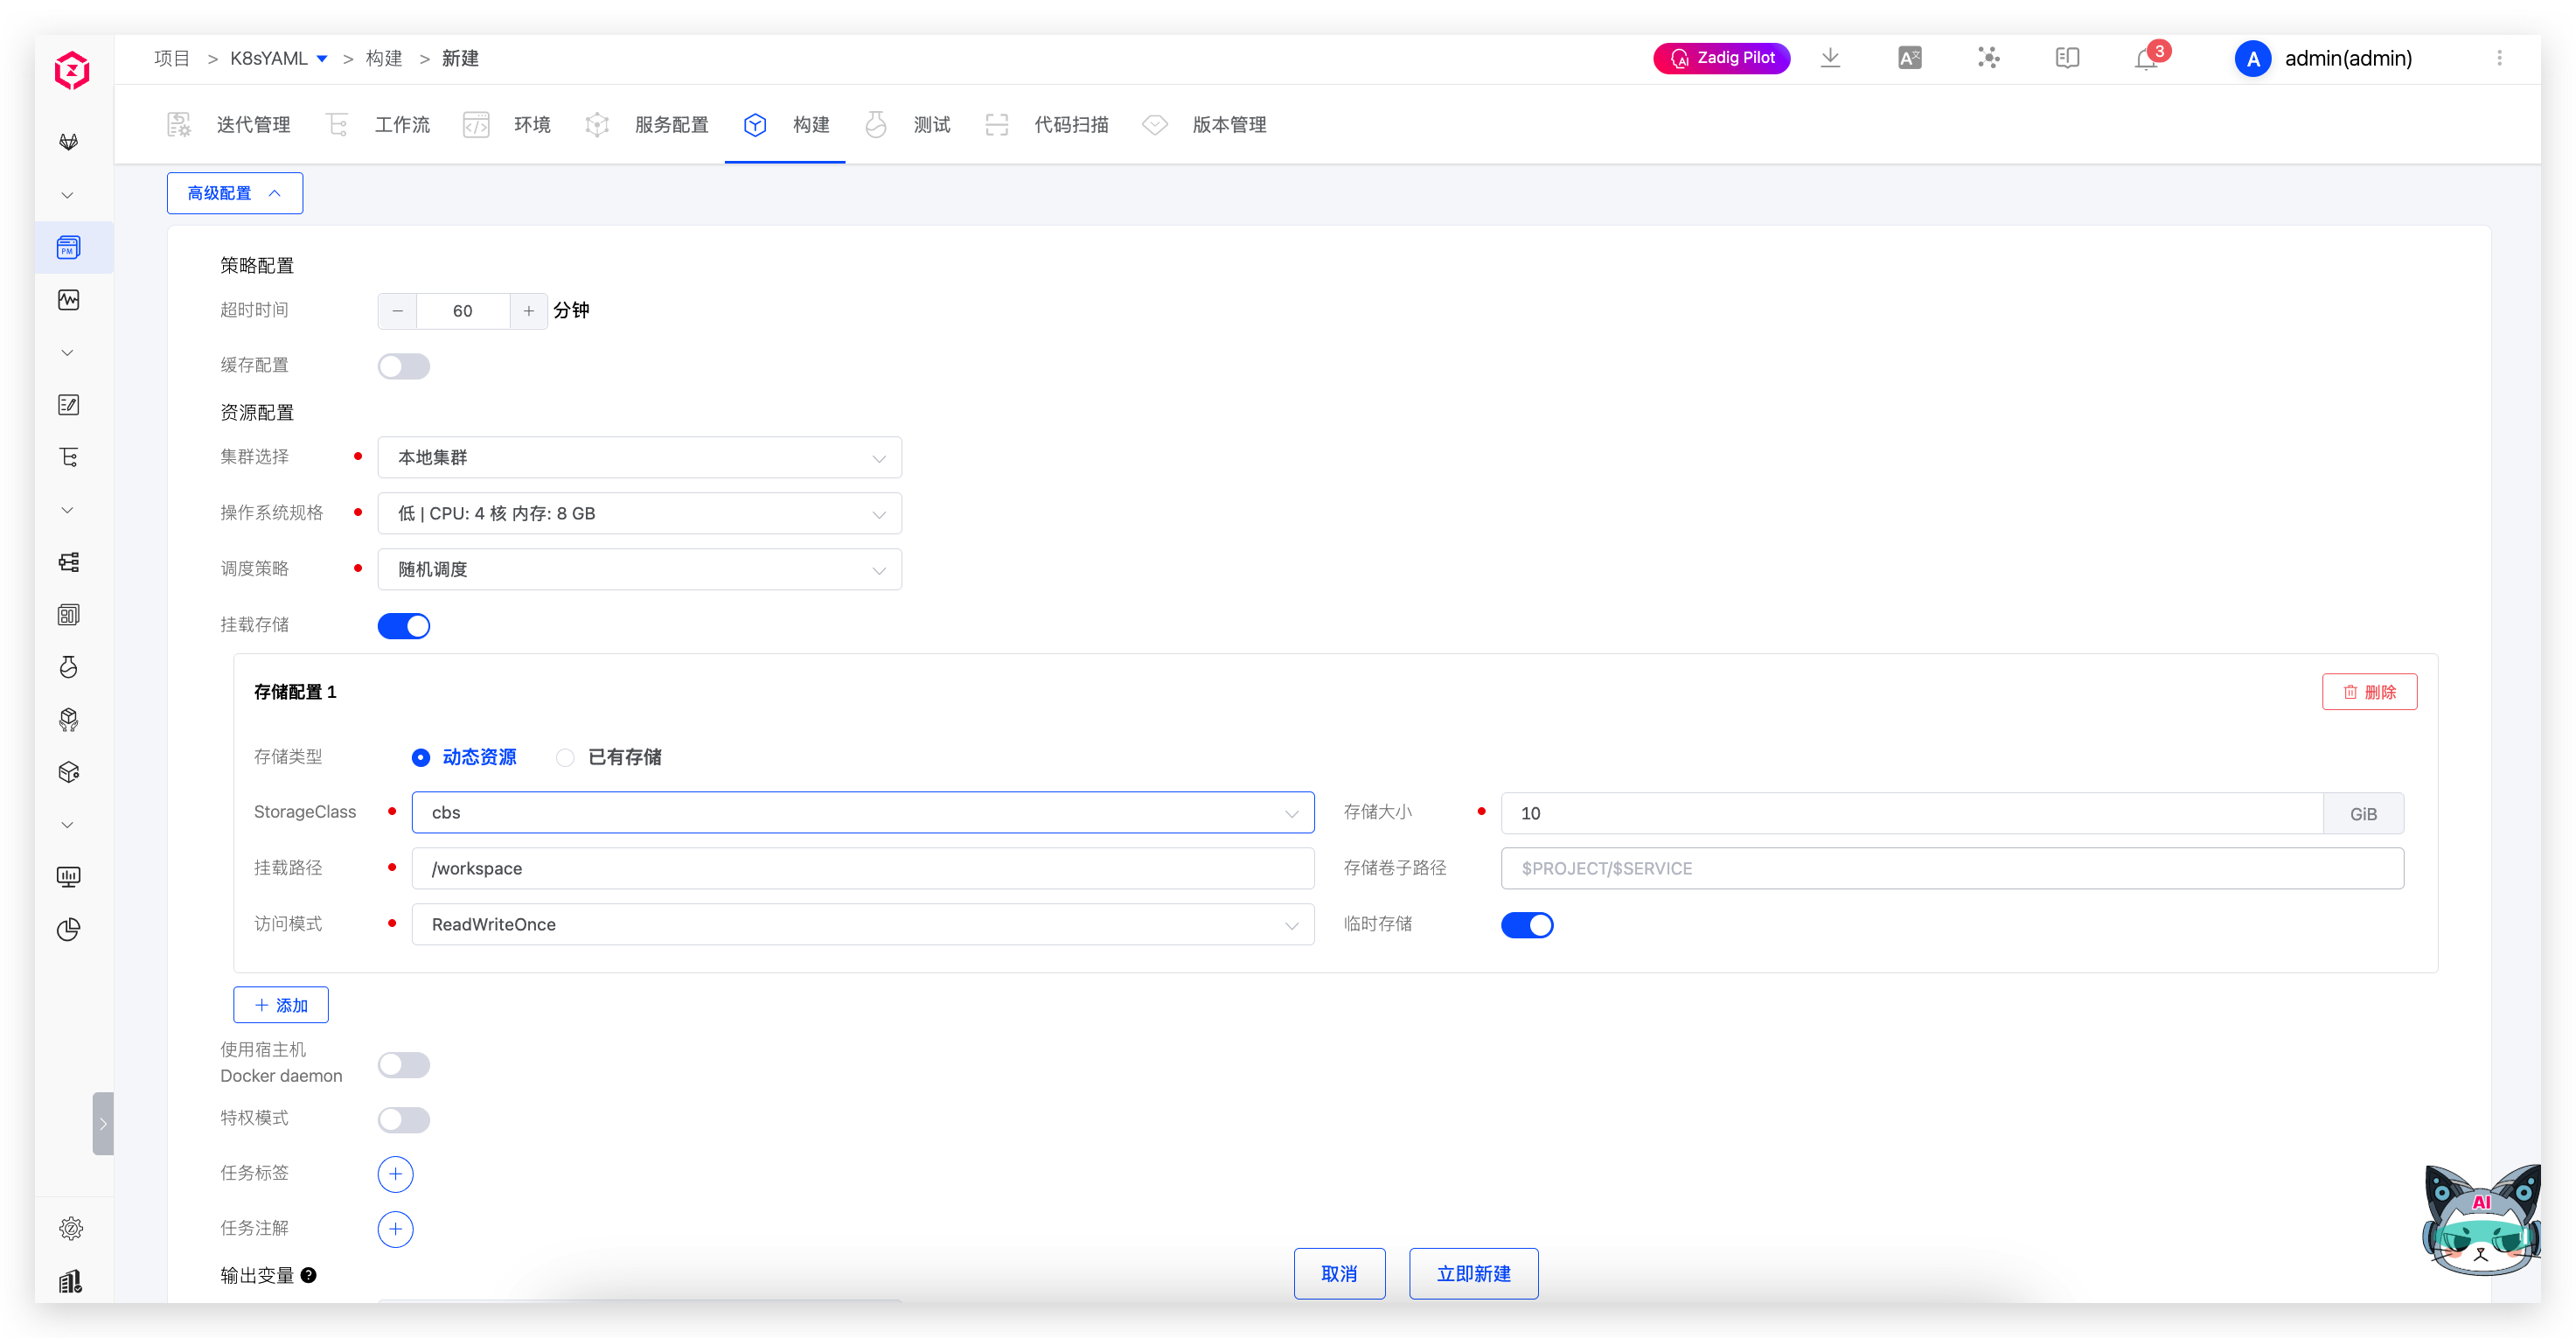 项目 > K8sYAML > 构建 > 新建
Zadig Pilot
3
A admin(admin)
迭代管理 工作流 环境 服务配置 构建 测试 代码扫描 版本管理
高级配置
策略配置
超时时间 − 60 + 分钟
缓存配置
资源配置
集群选择 本地集群
操作系统规格 低 | CPU: 4 核 内存: 8 GB
调度策略 随机调度
挂载存储
存储配置 1 删除
存储类型 动态资源 已有存储
StorageClass cbs 存储大小 10 GiB
挂载路径 /workspace 存储卷子路径 $PROJECT/$SERVICE
访问模式 ReadWriteOnce 临时存储
+ 添加
使用宿主机
Docker daemon
特权模式
任务标签 +
任务注解 +
输出变量 ?
取消 立即新建
AI